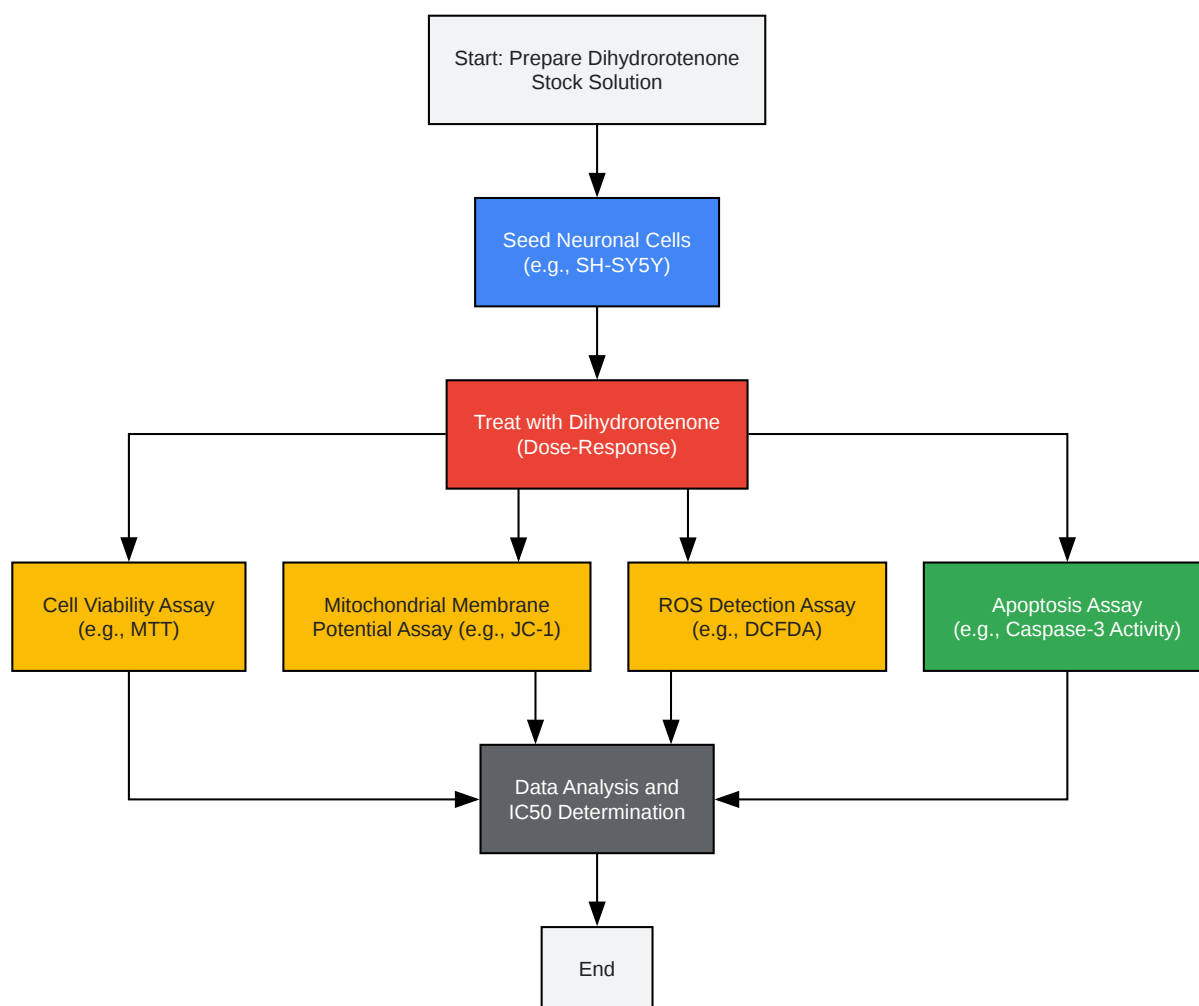 Start: Prepare Dihydrorotenone
Stock Solution
Seed Neuronal Cells
(e.g., SH-SY5Y)
Treat with Dihydrorotenone
(Dose-Response)
Cell Viability Assay
(e.g., MTT)
Mitochondrial Membrane
Potential Assay (e.g., JC-1)
ROS Detection Assay
(e.g., DCFDA)
Apoptosis Assay
(e.g., Caspase-3 Activity)
Data Analysis and
IC50 Determination
End